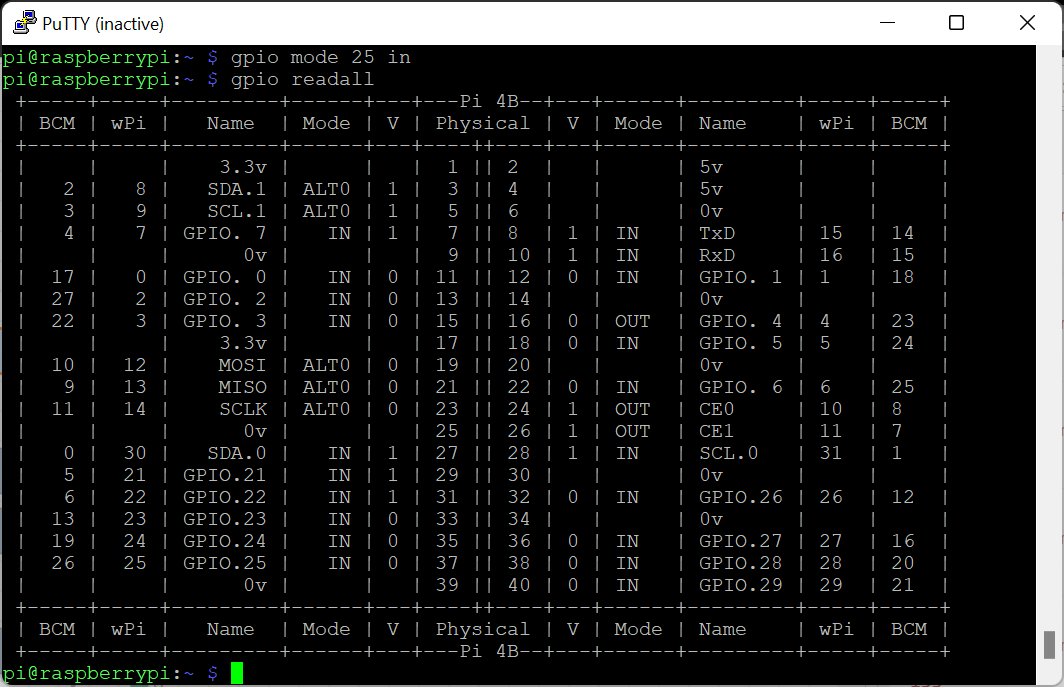 PuTTY (inactive)
pi@raspberrypi:~ $ gpio mode 25 in
pi@raspberrypi:~ $ gpio readall
+-----+-----+---------+------+---+---Pi 4B--+---+------+---------+-----+-----+
| BCM | wPi |   Name  | Mode | V | Physical | V | Mode | Name    | wPi | BCM |
+-----+-----+---------+------+---+----++----+---+------+---------+-----+-----+
|     |     |    3.3v |      |   |  1 || 2  |   |      | 5v      |     |     |
|   2 |   8 |   SDA.1 | ALT0 | 1 |  3 || 4  |   |      | 5v      |     |     |
|   3 |   9 |   SCL.1 | ALT0 | 1 |  5 || 6  |   |      | 0v      |     |     |
|   4 |   7 | GPIO. 7 |   IN | 1 |  7 || 8  | 1 | IN   | TxD     | 15  | 14  |
|     |     |      0v |      |   |  9 || 10 | 1 | IN   | RxD     | 16  | 15  |
|  17 |   0 | GPIO. 0 |   IN | 0 | 11 || 12 | 0 | IN   | GPIO. 1 | 1   | 18  |
|  27 |   2 | GPIO. 2 |   IN | 0 | 13 || 14 |   |      | 0v      |     |     |
|  22 |   3 | GPIO. 3 |   IN | 0 | 15 || 16 | 0 | OUT  | GPIO. 4 | 4   | 23  |
|     |     |    3.3v |      |   | 17 || 18 | 0 | IN   | GPIO. 5 | 5   | 24  |
|  10 |  12 |    MOSI | ALT0 | 0 | 19 || 20 |   |      | 0v      |     |     |
|   9 |  13 |    MISO | ALT0 | 0 | 21 || 22 | 0 | IN   | GPIO. 6 | 6   | 25  |
|  11 |  14 |    SCLK | ALT0 | 0 | 23 || 24 | 1 | OUT  | CE0     | 10  | 8   |
|     |     |      0v |      |   | 25 || 26 | 1 | OUT  | CE1     | 11  | 7   |
|   0 |  30 |   SDA.0 |   IN | 1 | 27 || 28 | 1 | IN   | SCL.0   | 31  | 1   |
|   5 |  21 | GPIO.21 |   IN | 1 | 29 || 30 |   |      | 0v      |     |     |
|   6 |  22 | GPIO.22 |   IN | 1 | 31 || 32 | 0 | IN   | GPIO.26 | 26  | 12  |
|  13 |  23 | GPIO.23 |   IN | 0 | 33 || 34 |   |      | 0v      |     |     |
|  19 |  24 | GPIO.24 |   IN | 0 | 35 || 36 | 0 | IN   | GPIO.27 | 27  | 16  |
|  26 |  25 | GPIO.25 |   IN | 0 | 37 || 38 | 0 | IN   | GPIO.28 | 28  | 20  |
|     |     |      0v |      |   | 39 || 40 | 0 | IN   | GPIO.29 | 29  | 21  |
+-----+-----+---------+------+---+----++----+---+------+---------+-----+-----+
| BCM | wPi |   Name  | Mode | V | Physical | V | Mode | Name    | wPi | BCM |
+-----+-----+---------+------+---+---Pi 4B--+---+------+---------+-----+-----+
pi@raspberrypi:~ $